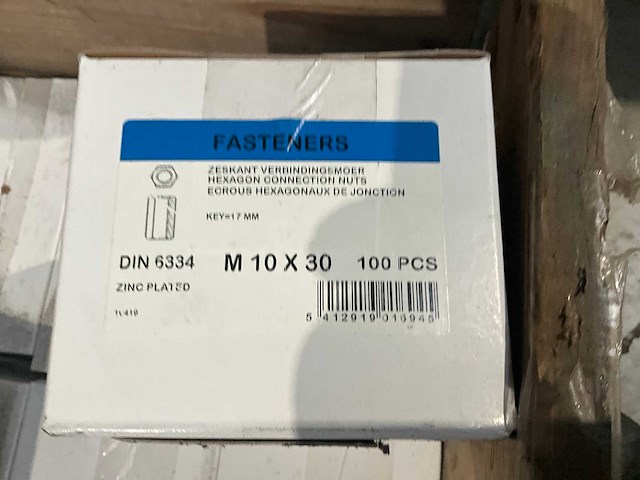 FASTENERS
ZESKANT VERBINDINGSMOER
HEXAGON CONNECTION NUTS
ECROUS HEXAGONAUX DE JONCTION
KEY=17 MM
DIN 6334 M 10 X 30 100 PCS
ZINC PLATED
5 412919 016945